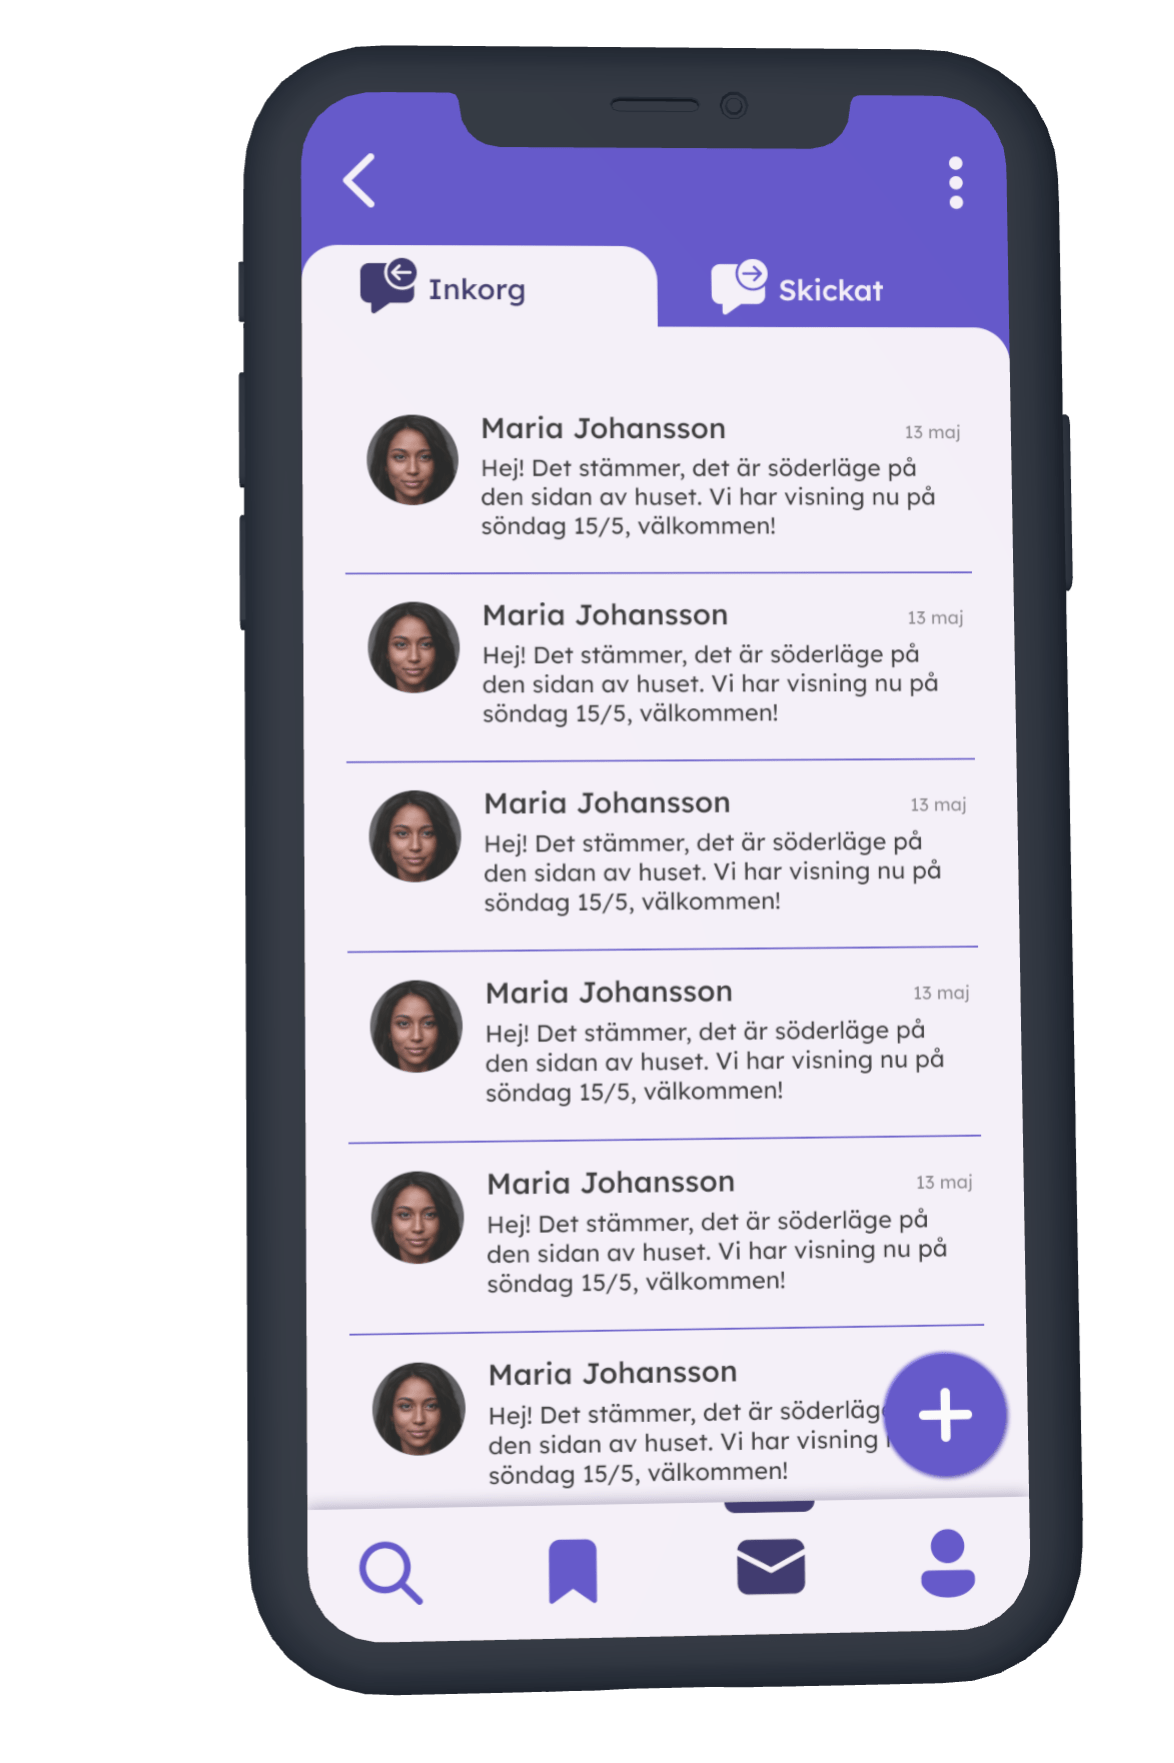 Inkorg
Skickat
Maria Johansson
13 maj
Hej! Det stämmer, det är söderläge på
den sidan av huset. Vi har visning nu på
söndag 15/5, välkommen!
Maria Johansson
13 maj
Hej! Det stämmer, det är söderläge på
den sidan av huset. Vi har visning nu på
söndag 15/5, välkommen!
Maria Johansson
13 maj
Hej! Det stämmer, det är söderläge på
den sidan av huset. Vi har visning nu på
söndag 15/5, välkommen!
Maria Johansson
13 maj
Hej! Det stämmer, det är söderläge på
den sidan av huset. Vi har visning nu på
söndag 15/5, välkommen!
Maria Johansson
13 maj
Hej! Det stämmer, det är söderläge på
den sidan av huset. Vi har visning nu på
söndag 15/5, välkommen!
Maria Johansson
Hej! Det stämmer, det är söderläg
den sidan av huset. Vi har visning
söndag 15/5, välkommen!